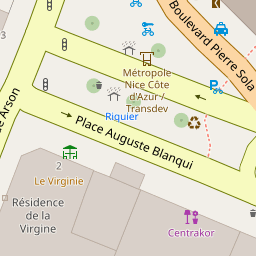 Boulevard Pierre Sola
Métropole
Nice Côte
d'Azur /
Transdev
Riquier
Arson
Place Auguste Blanqui
2
Le Virginie
Résidence
de la
Virgine
2
Centrakor